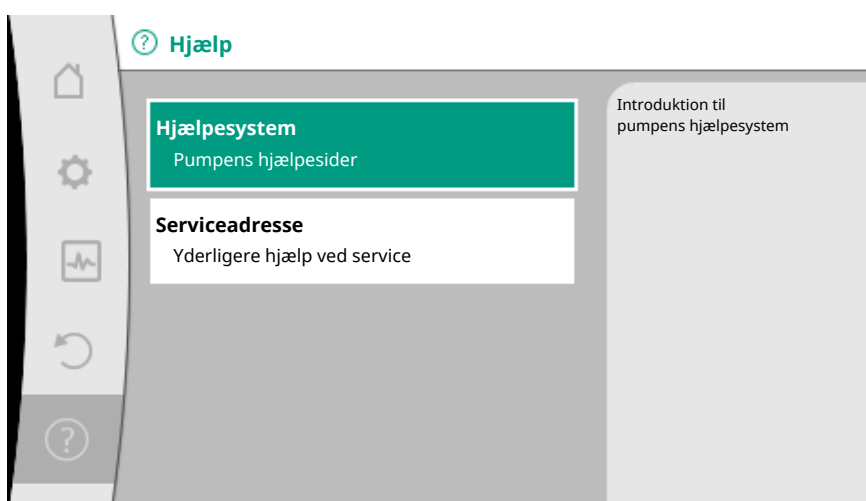 Hjælp
Hjælpesystem
Pumpens hjælpesider
Serviceadresse
Yderligere hjælp ved service
Introduktion til
pumpens hjælpesystem